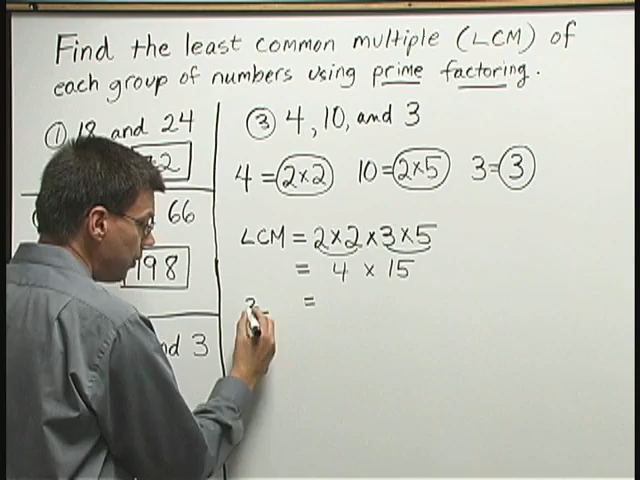 Find the least common multiple (LCM) of
each group of numbers using prime factoring.
① 18 and 24
2
66
198
nd 3
③ 4, 10, and 3
4 = 2×2 10 = 2×5 3 = 3
LCM = 2×2×3×5
= 4 × 15
=